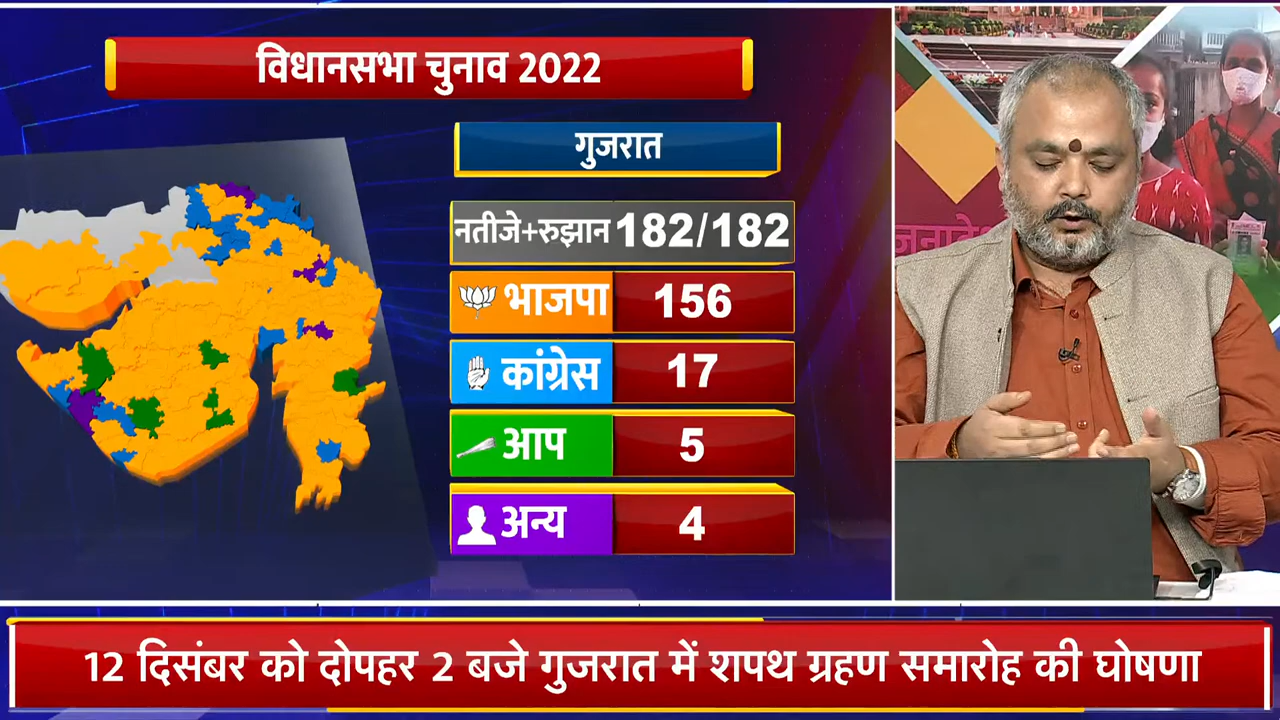 विधानसभा चुनाव 2022
गुजरात
नतीजे+रुझान 182/182
भाजपा 156
कांग्रेस 17
आप 5
अन्य 4
12 दिसंबर को दोपहर 2 बजे गुजरात में शपथ ग्रहण समारोह की घोषणा